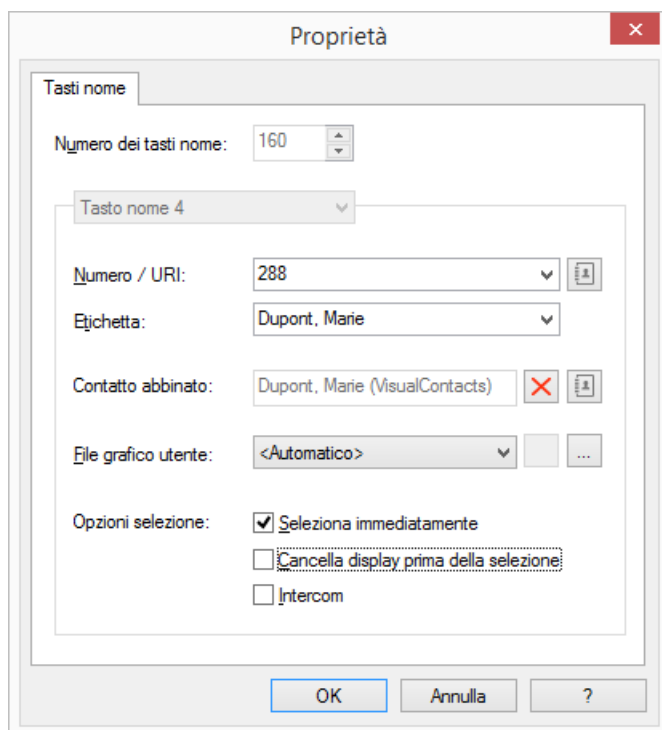 Proprietà
Tasti nome
Numero dei tasti nome: 160
Tasto nome 4
Numero / URI: 288
Etichetta: Dupont, Marie
Contatto abbinato: Dupont, Marie (VisualContacts)
File grafico utente: <Automatico> ...
Opzioni selezione: Seleziona immediatamente
Cancella display prima della selezione
Intercom
OK Annulla ?